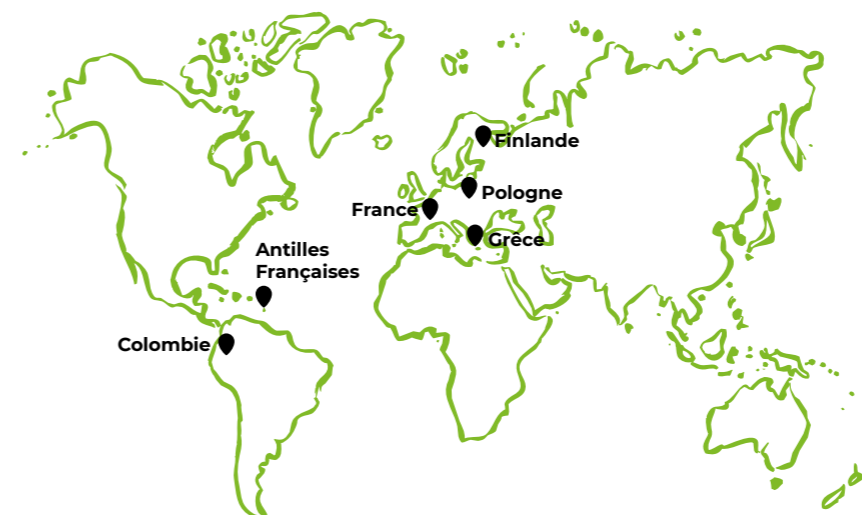 Finlande
Pologne
France
Grèce
Antilles
Françaises
Colombie